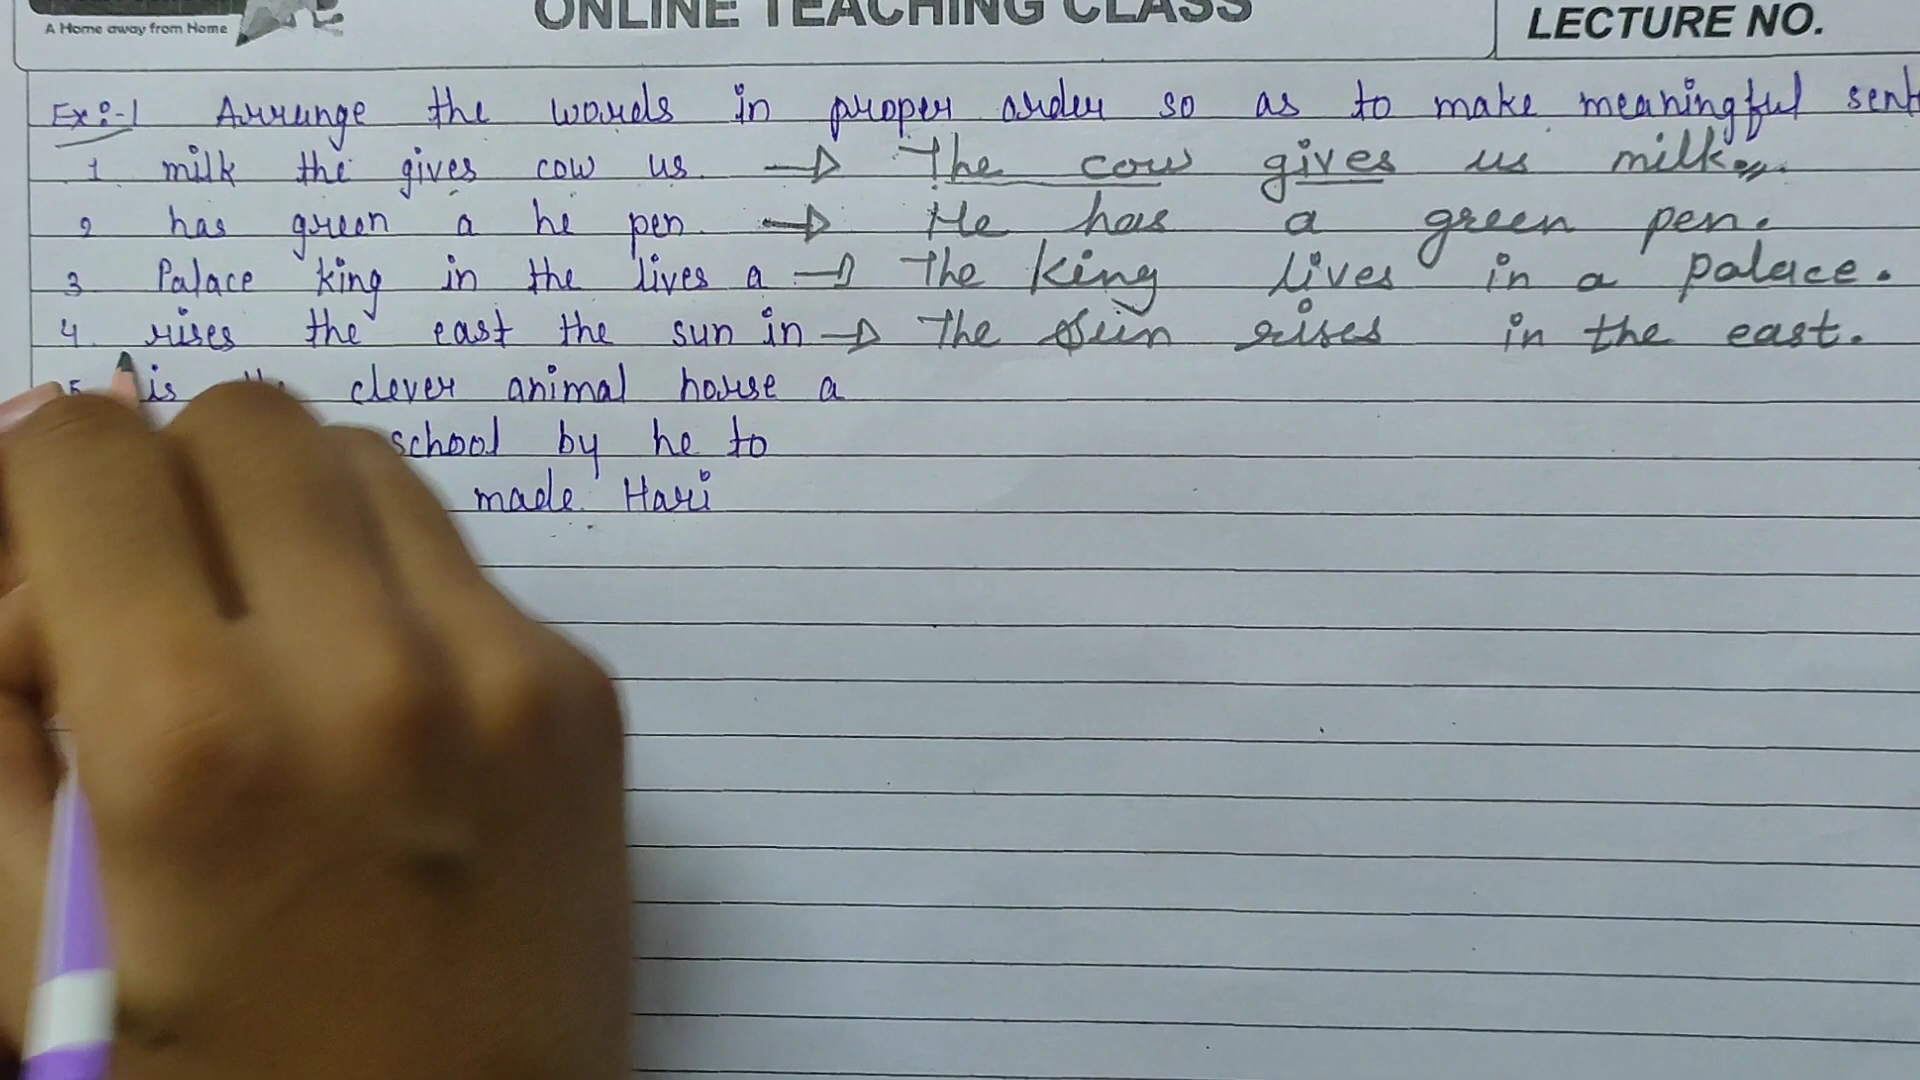 A Home away from Home
ONLINE TEACHING CLASS
LECTURE NO.
Ex:-1 Arrange the words in proper order so as to make meaningful sent
1 milk the gives cow us → The cow gives us milk.
2 has green a he pen → He has a green pen.
3 Palace king in the lives a → The king lives in a palace.
4 rises the east the sun in → The Sun rises in the east.
5 is clever animal horse a
school by he to
made Hari